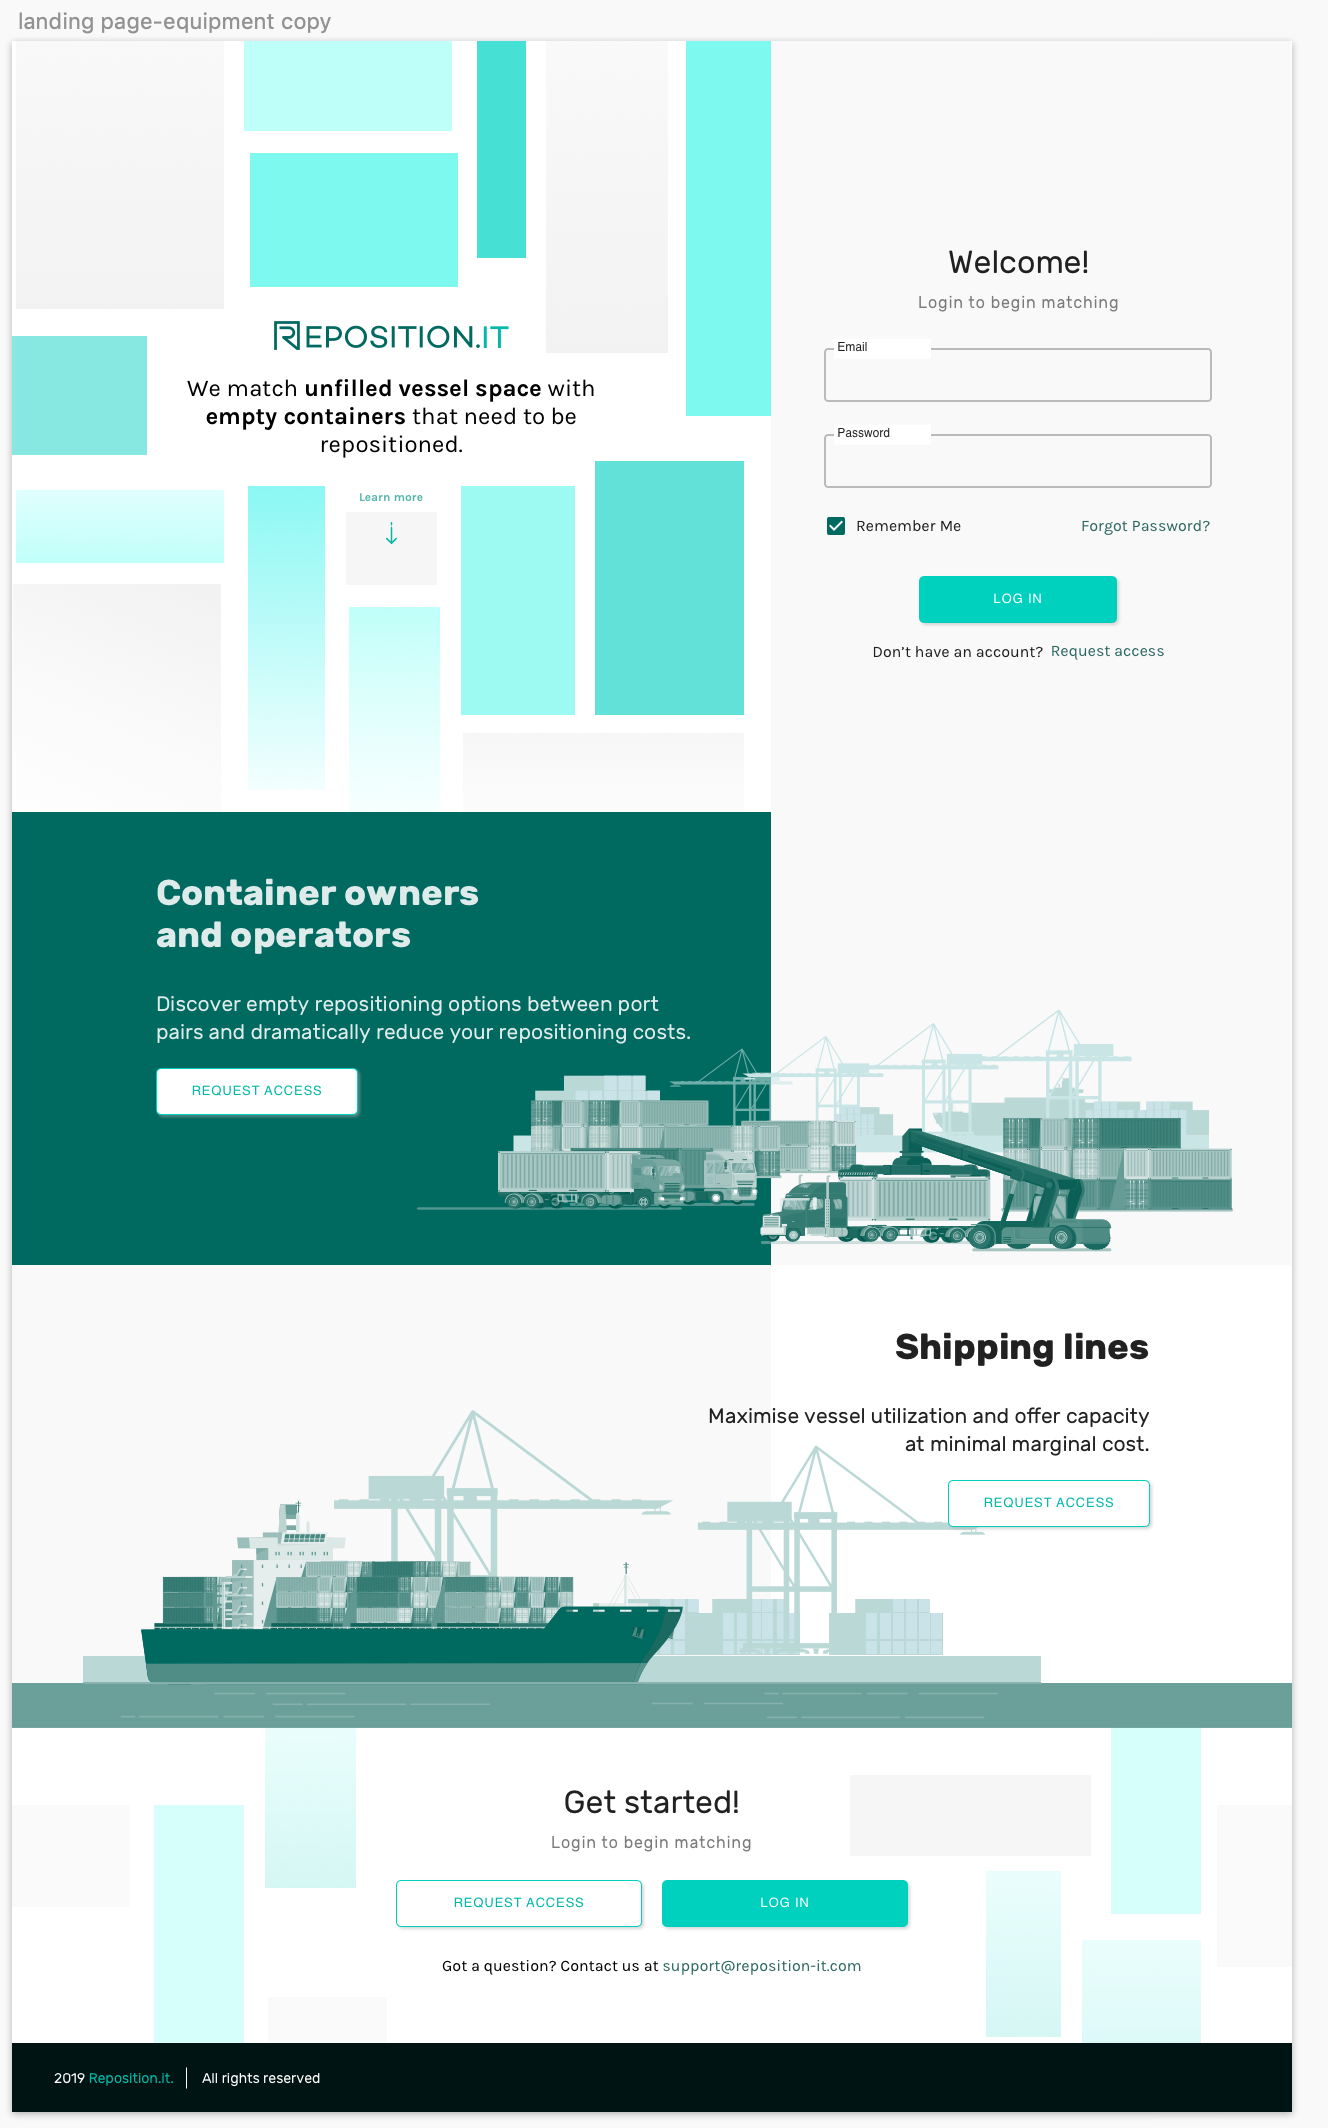 landing page-equipment copy
REPOSITION.IT
We match unfilled vessel space with
empty containers that need to be
repositioned.
Learn more
Welcome!
Login to begin matching
Email
Password
Remember Me
Forgot Password?
LOG IN
Don't have an account? Request access
Container owners
and operators
Discover empty repositioning options between port
pairs and dramatically reduce your repositioning costs.
REQUEST ACCESS
Shipping lines
Maximise vessel utilization and offer capacity
at minimal marginal cost.
REQUEST ACCESS
Get started!
Login to begin matching
REQUEST ACCESS
LOG IN
Got a question? Contact us at support@reposition-it.com
2019 Reposition.it. | All rights reserved